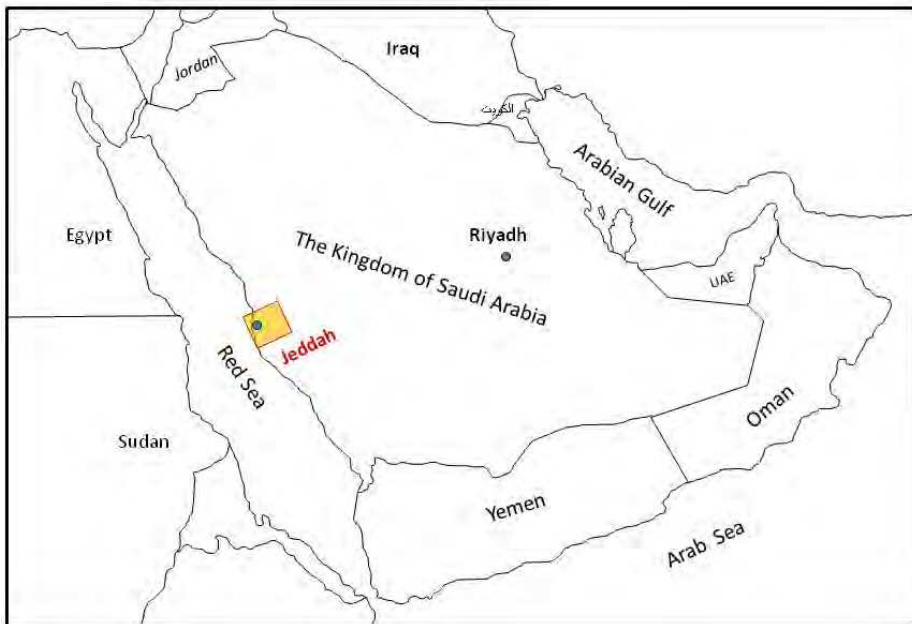 Iraq
Jordan
الكويت
Arabian Gulf
Egypt
Riyadh
The Kingdom of Saudi Arabia
UAE
Jeddah
Red Sea
Oman
Sudan
Yemen
Arab Sea